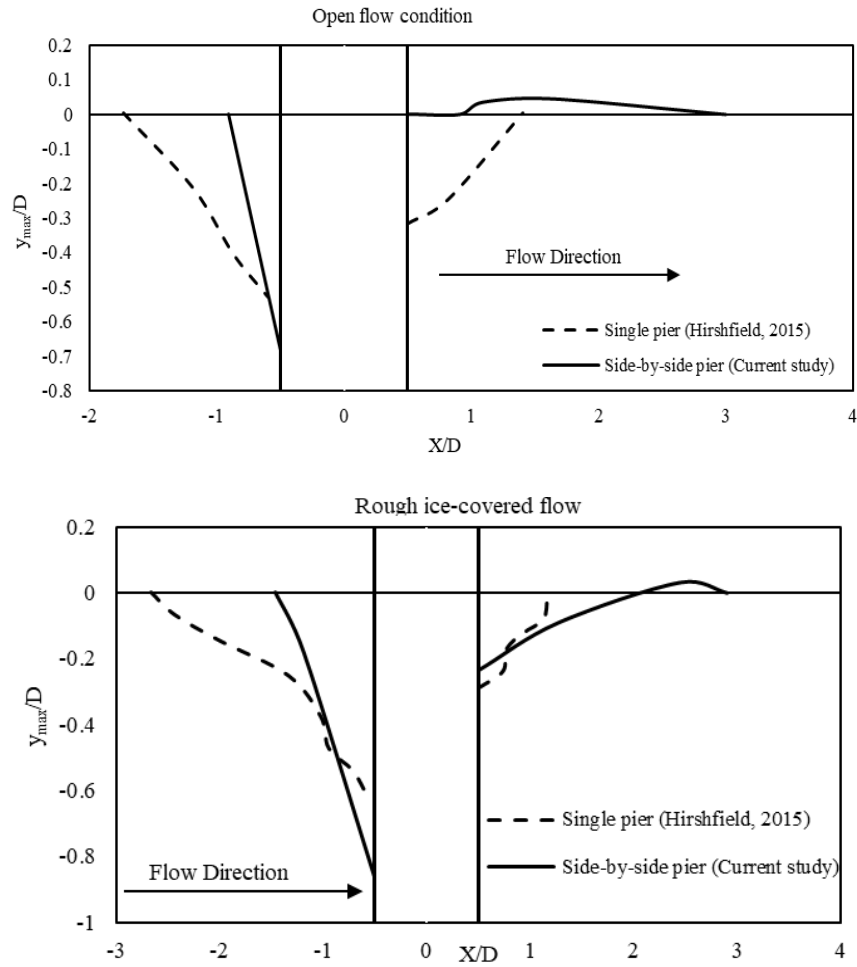 Open flow condition
0.2
0.1
0
-0.1
-0.2
-0.3
-0.4
-0.5
-0.6
-0.7
-0.8
ymax/D
Flow Direction
Single pier (Hirshfield, 2015)
Side-by-side pier (Current study)
-2 -1 0 1 2 3 4
X/D
Rough ice-covered flow
0.2
0
-0.2
-0.4
-0.6
-0.8
-1
ymax/D
Single pier (Hirshfield, 2015)
Side-by-side pier (Current study)
Flow Direction
-3 -2 -1 0 X/D 1 2 3 4